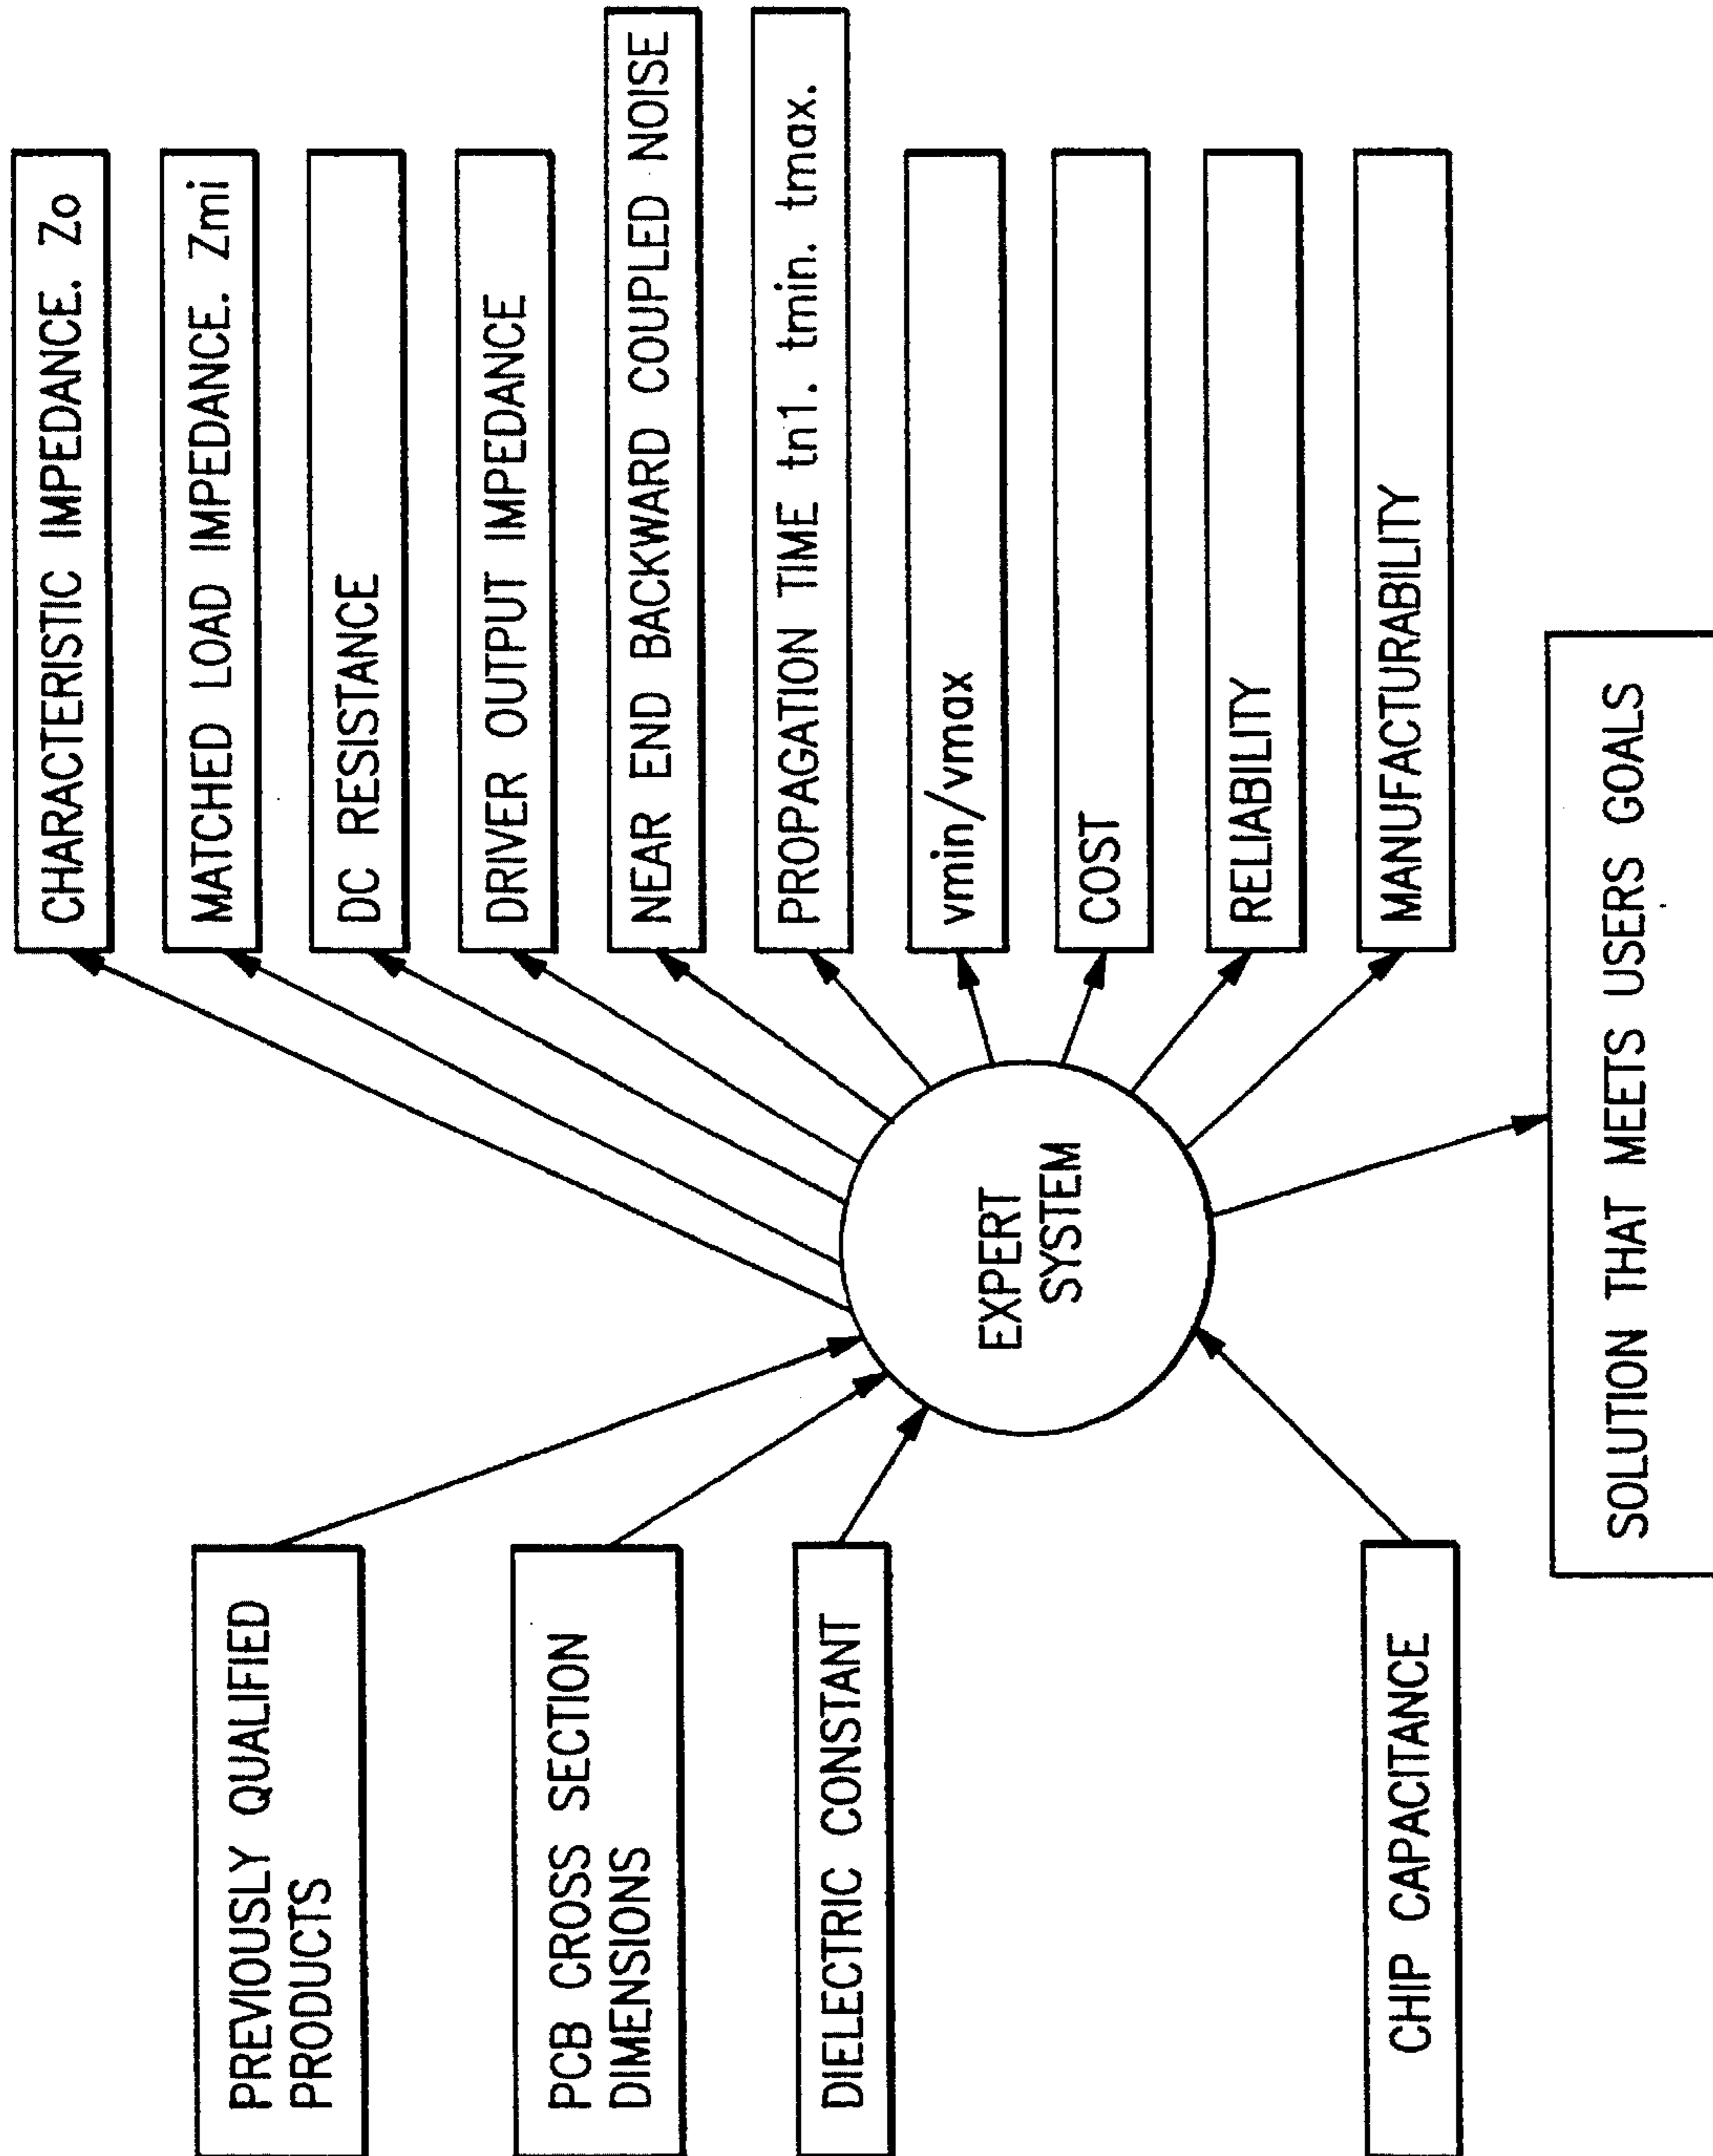 PREVIOUSLY QUALIFIED
PRODUCTS
PCB CROSS SECTION
DIMENSIONS
DIELECTRIC CONSTANT
CHIP CAPACITANCE
EXPERT
SYSTEM
CHARACTERISTIC IMPEDANCE. Zo
MATCHED LOAD IMPEDANCE. Zmi
DC RESISTANCE
DRIVER OUTPUT IMPEDANCE
NEAR END BACKWARD COUPLED NOISE
PROPAGATION TIME tn1. tmin. tmax.
vmin/vmax
COST
RELIABILITY
MANUFACTURABILITY
SOLUTION THAT MEETS USERS GOALS